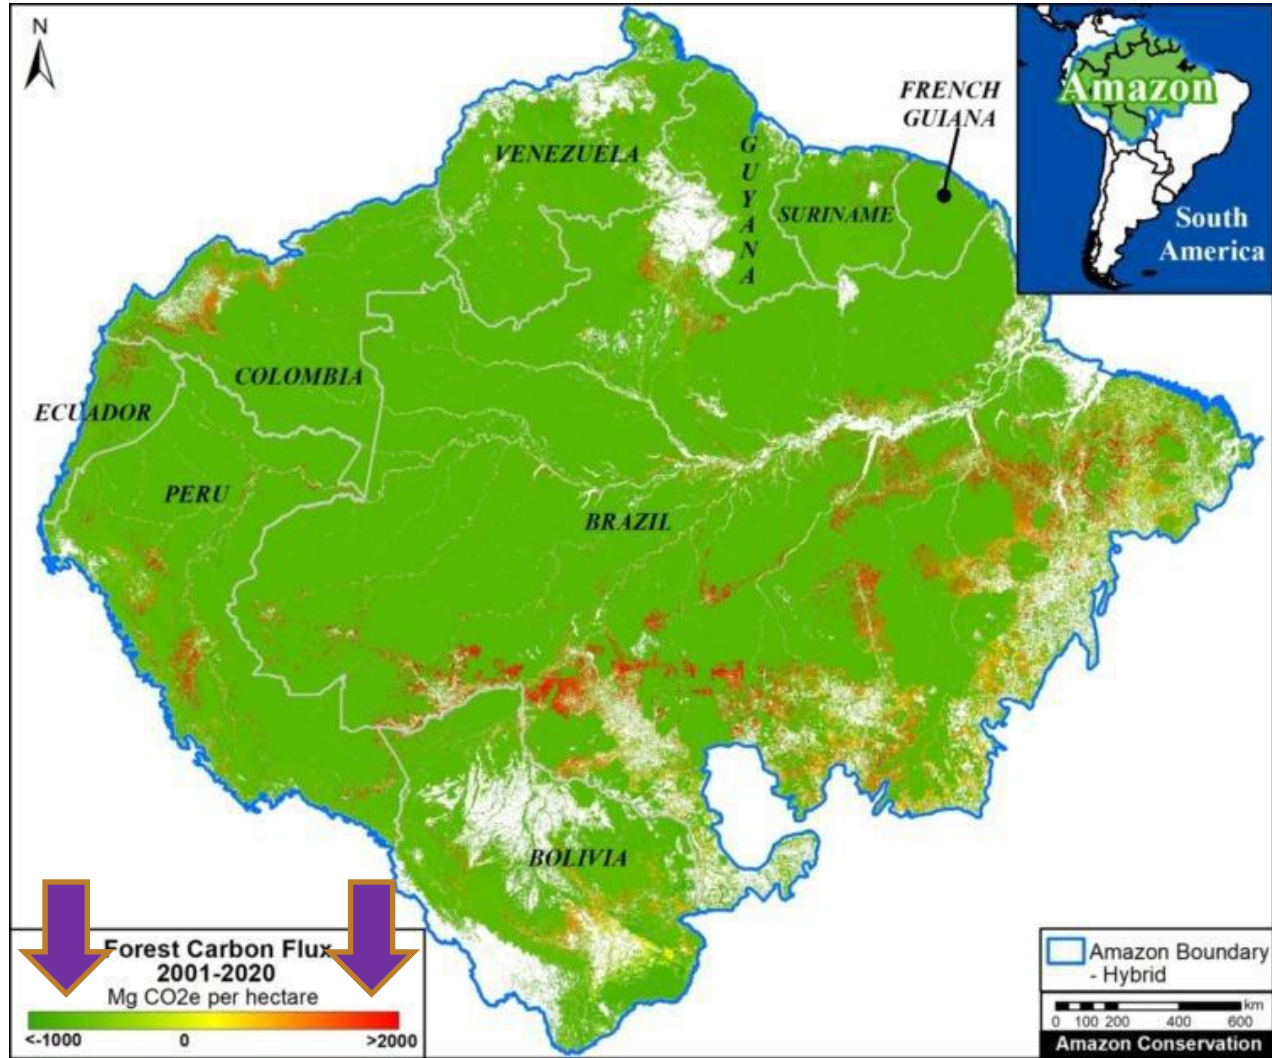 N
VENEZUELA
G
U
Y
A
N
A
FRENCH
GUIANA
SURINAME
Amazon
South
America
COLOMBIA
ECUADOR
PERU
BRAZIL
BOLIVIA
Forest Carbon Flux
2001-2020
Mg CO2e per hectare
<-1000 0 >2000
Amazon Boundary
- Hybrid
km
0 100 200 400 600
Amazon Conservation